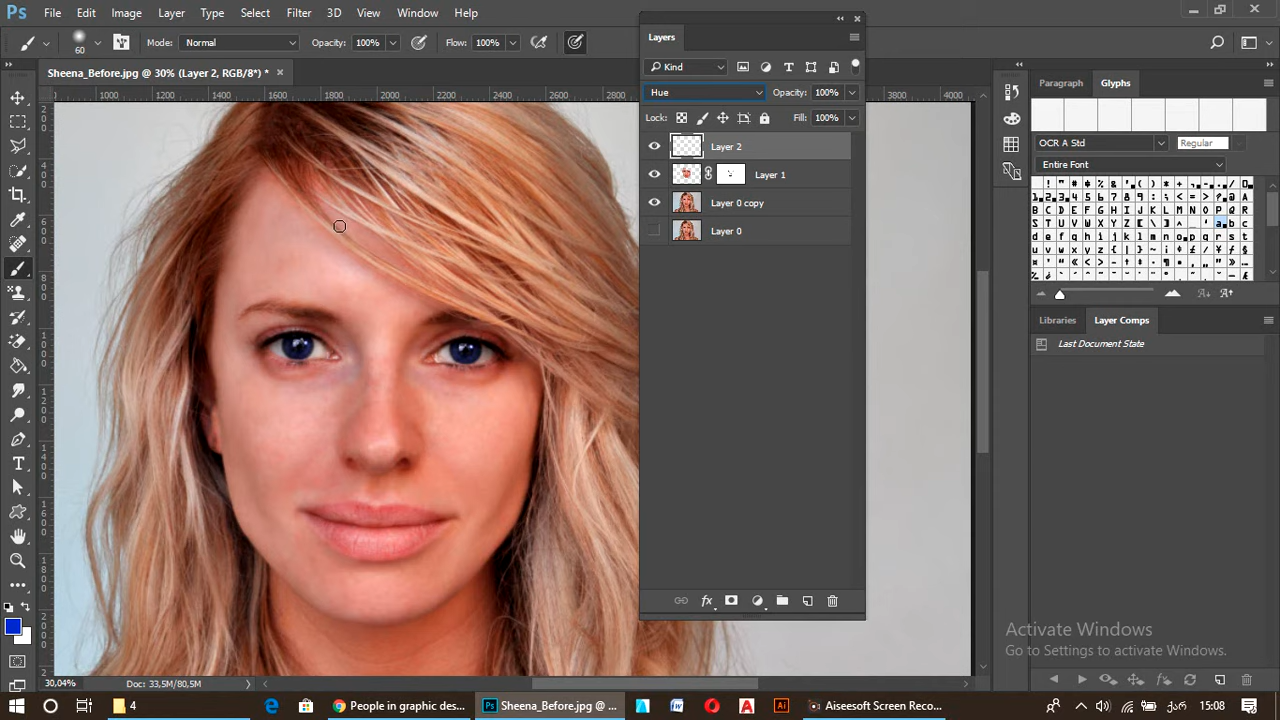 Ps File Edit Image Layer Type Select Filter 3D View Window Help
60 Mode: Normal Opacity: 100% Flow: 100%
Sheena_Before.jpg @ 30% (Layer 2, RGB/8*) * ×
1000 1200 1400 1600 1800 2000 2200 2400 3800 4000
Layers
Kind
Hue Opacity: 100%
Lock: Fill: 100%
Layer 2
Layer 1
Layer 0 copy
Layer 0
fx
Paragraph Glyphs
OCR A Std Regular
Entire Font
Libraries Layer Comps
Last Document State
Activate Windows
Go to Settings to activate Windows.
30,04% Doc: 33,5M/80,5M
4 People in graphic des... Sheena_Before.jpg @ ... Aiseesoft Screen Recor... 15:08